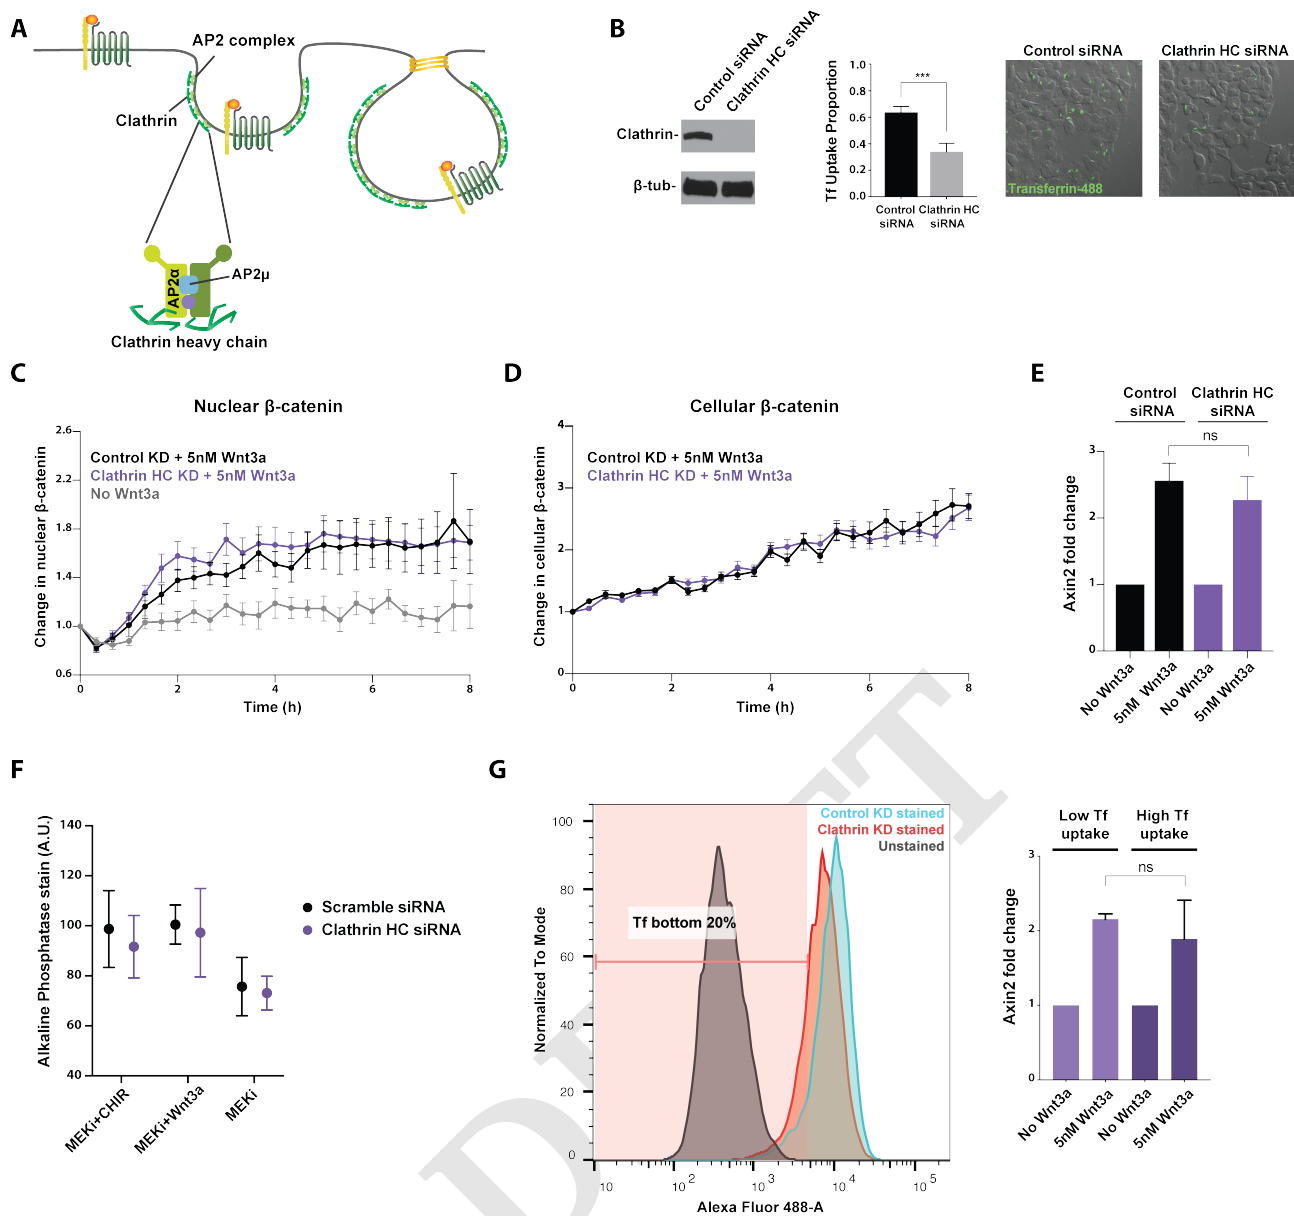 A
AP2 complex
Clathrin
AP2α
AP2μ
Clathrin heavy chain
B
Control siRNA
Clathrin HC siRNA
Clathrin-
β-tub-
Tf Uptake Proportion
1.0
0.8
0.6
0.4
0.2
0.0
***
Control
siRNA
Clathrin HC
siRNA
Control siRNA
Clathrin HC siRNA
Transferrin-488
C
Nuclear β-catenin
Change in nuclear β-catenin
2.6
2.2
1.8
1.4
1.0
0.6
Control KD + 5nM Wnt3a
Clathrin HC KD + 5nM Wnt3a
No Wnt3a
0
2
4
6
8
Time (h)
D
Cellular β-catenin
Change in cellular β-catenin
4
3
2
1
0
Control KD + 5nM Wnt3a
Clathrin HC KD + 5nM Wnt3a
0
2
4
6
8
Time (h)
E
Control
siRNA
Clathrin HC
siRNA
ns
Axin2 fold change
3
2
1
0
No Wnt3a
5nM Wnt3a
No Wnt3a
5nM Wnt3a
F
Alkaline Phosphatase stain (A.U.)
140
120
100
80
60
40
Scramble siRNA
Clathrin HC siRNA
MEKi+CHIR
MEKi+Wnt3a
MEKi
G
Normalized To Mode
100
80
60
40
20
0
Control KD stained
Clathrin KD stained
Unstained
Tf bottom 20%
10
10 2
10 3
10 4
10 5
Alexa Fluor 488-A
Low Tf
uptake
High Tf
uptake
ns
Axin2 fold change
3
2
1
0
No Wnt3a
5nM Wnt3a
No Wnt3a
5nM Wnt3a
DRAFT